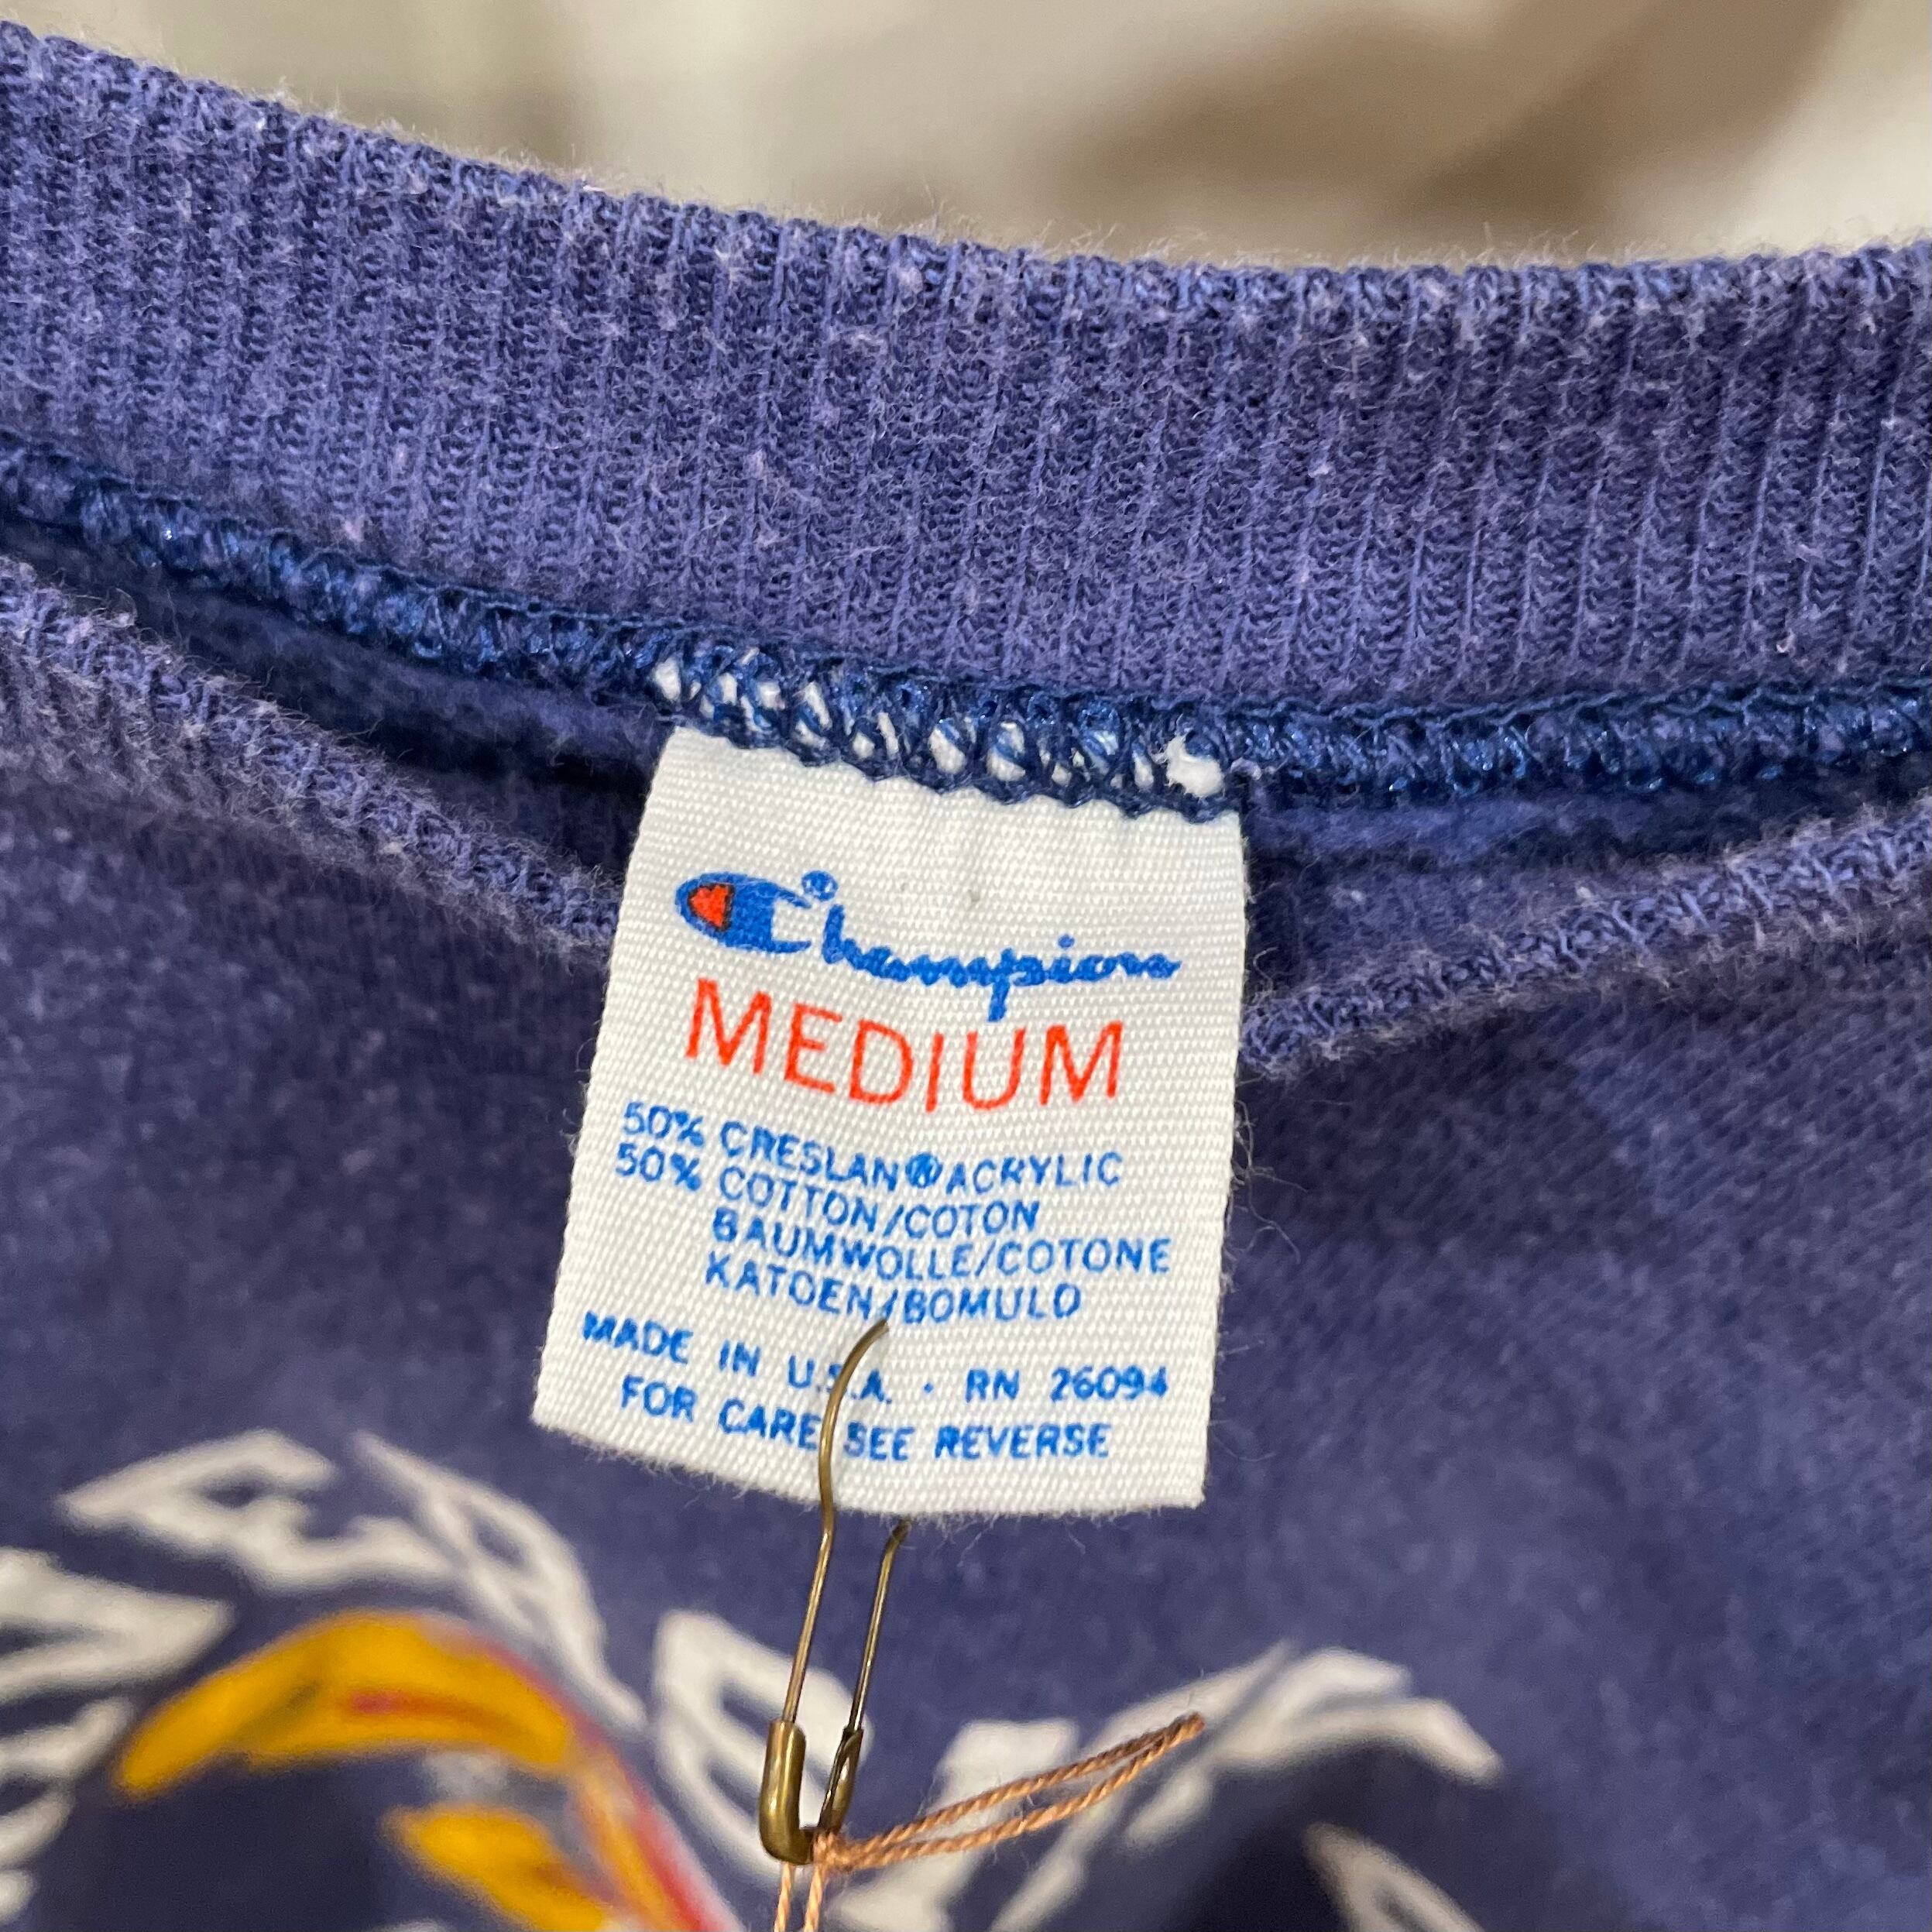 Champion®
MEDIUM
50% CRESLAN® ACRYLIC
50% COTTON/COTON
BAUMWOLLE/COTONE
KATOEN/BOMULD
MADE IN U.S.A. · RN 26094
FOR CARE SEE REVERSE